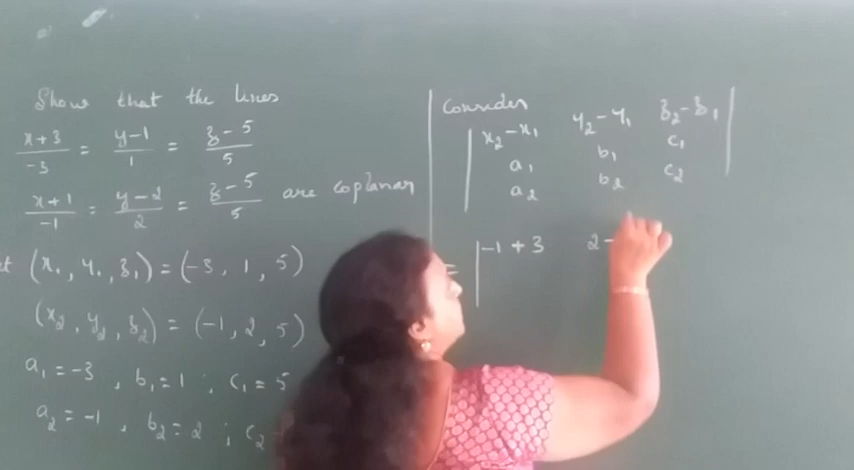 Show that the lines
x+3/-3 = y-1/1 = z-5/5
x+1/-1 = y-2/2 = z-5/5 are coplanar
(x₁, y₁, z₁) = (-3, 1, 5)
(x₂, y₂, z₂) = (-1, 2, 5)
a₁ = -3, b₁ = 1; c₁ = 5
a₂ = -1, b₂ = 2; c₂
Consider
| x₂-x₁ y₂-y₁ z₂-z₁ |
a₁ b₁ c₁
a₂ b₂ c₂
= | -1+3 2-